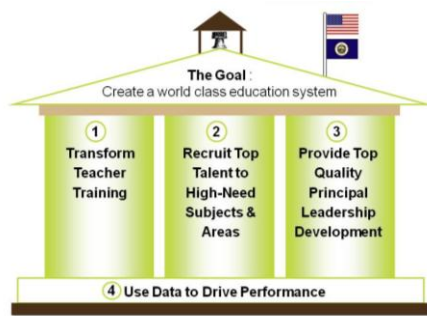 The Goal :
Create a world class education system
1
Transform
Teacher
Training
2
Recruit Top
Talent to
High-Need
Subjects &
Areas
3
Provide Top
Quality
Principal
Leadership
Development
4 Use Data to Drive Performance